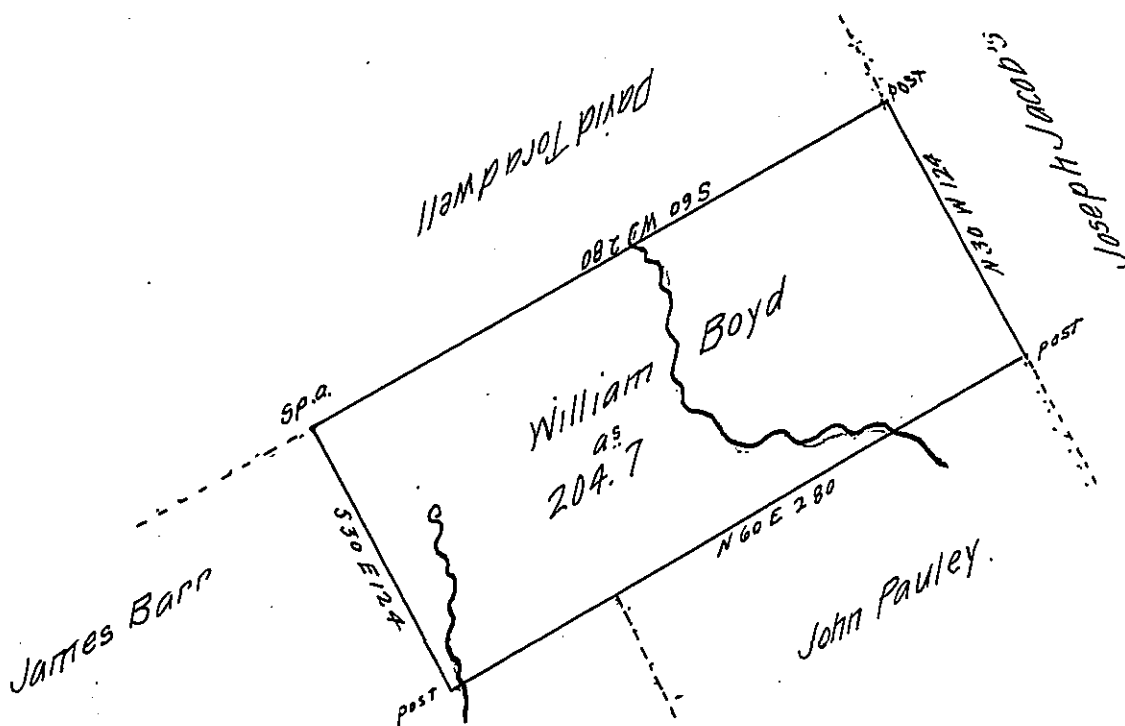 David Toradwell
post
Joseph Jacob's
S 60 W 280
N 30 W 124
William Boyd
as
204.7
post
Sp.a.
S 30 E 124
N 60 E 280
James Barr
post
John Pauley.